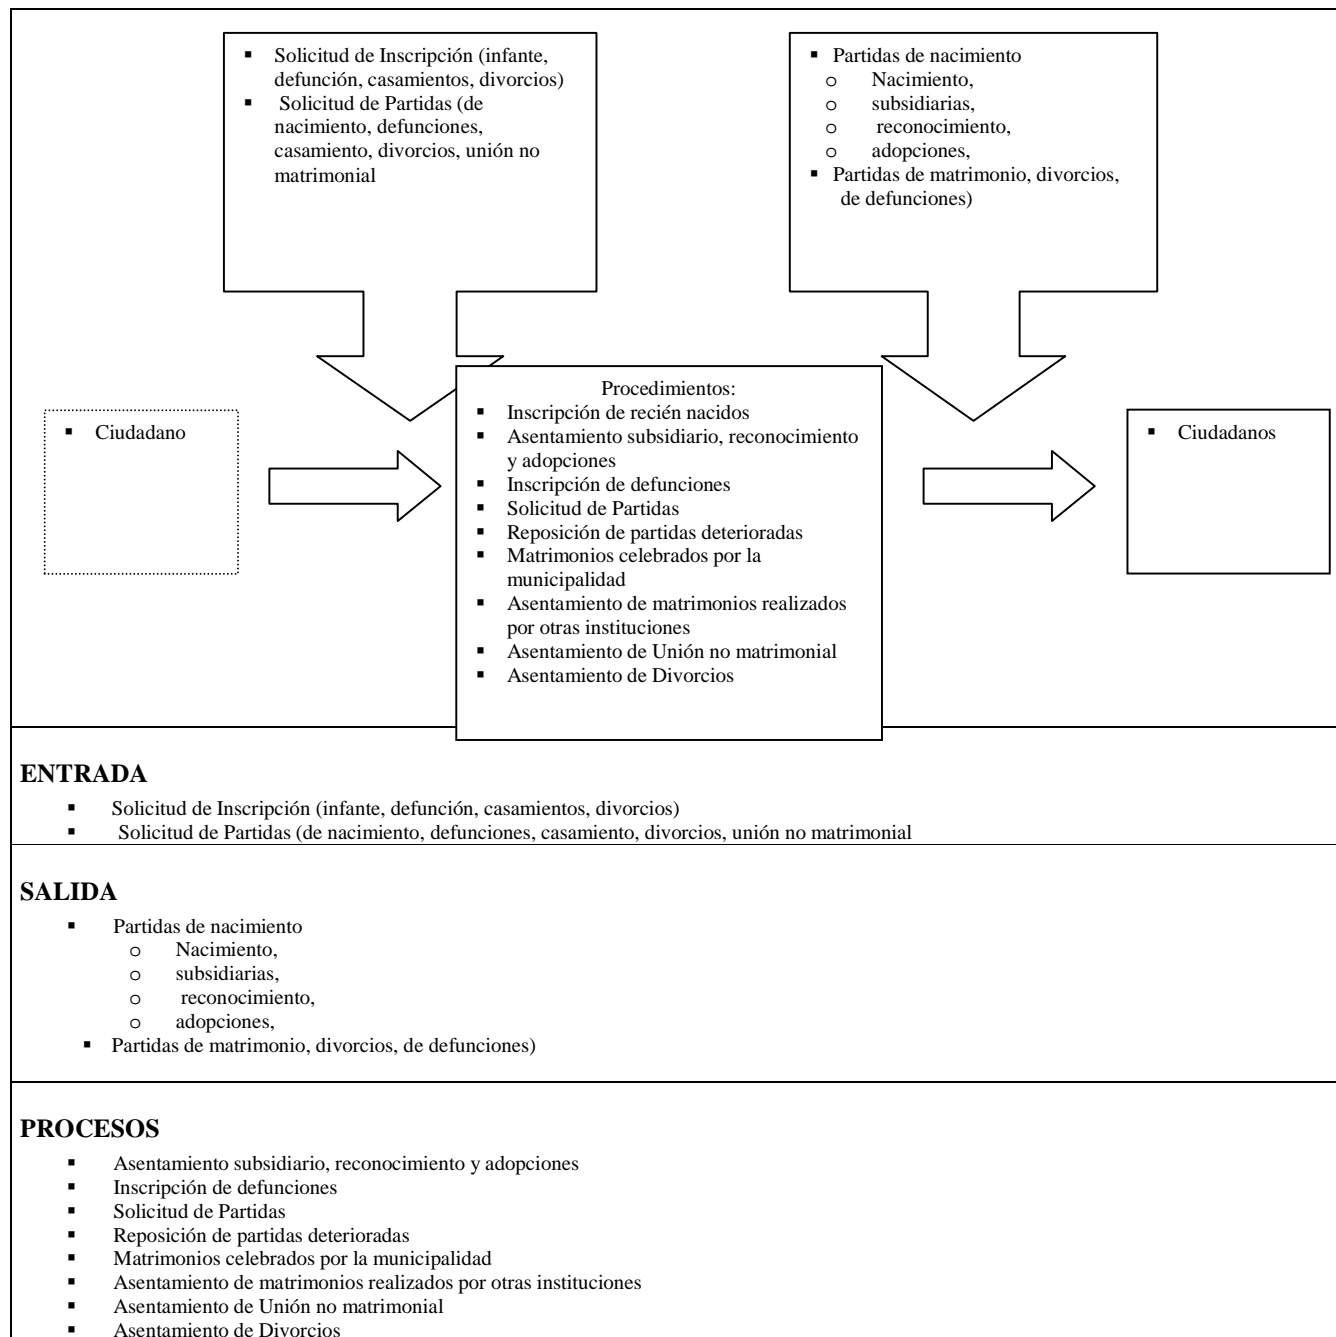 ▪ Solicitud de Inscripción (infante,
defunción, casamientos, divorcios)
▪ Solicitud de Partidas (de
nacimiento, defunciones,
casamiento, divorcios, unión no
matrimonial
▪ Partidas de nacimiento
o Nacimiento,
o subsidiarias,
o reconocimiento,
o adopciones,
▪ Partidas de matrimonio, divorcios,
de defunciones)
▪ Ciudadano
Procedimientos:
▪ Inscripción de recién nacidos
▪ Asentamiento subsidiario, reconocimiento
y adopciones
▪ Inscripción de defunciones
▪ Solicitud de Partidas
▪ Reposición de partidas deterioradas
▪ Matrimonios celebrados por la
municipalidad
▪ Asentamiento de matrimonios realizados
por otras instituciones
▪ Asentamiento de Unión no matrimonial
▪ Asentamiento de Divorcios
▪ Ciudadanos
ENTRADA
▪ Solicitud de Inscripción (infante, defunción, casamientos, divorcios)
▪ Solicitud de Partidas (de nacimiento, defunciones, casamiento, divorcios, unión no matrimonial
SALIDA
▪ Partidas de nacimiento
o Nacimiento,
o subsidiarias,
o reconocimiento,
o adopciones,
▪ Partidas de matrimonio, divorcios, de defunciones)
PROCESOS
▪ Asentamiento subsidiario, reconocimiento y adopciones
▪ Inscripción de defunciones
▪ Solicitud de Partidas
▪ Reposición de partidas deterioradas
▪ Matrimonios celebrados por la municipalidad
▪ Asentamiento de matrimonios realizados por otras instituciones
▪ Asentamiento de Unión no matrimonial
▪ Asentamiento de Divorcios